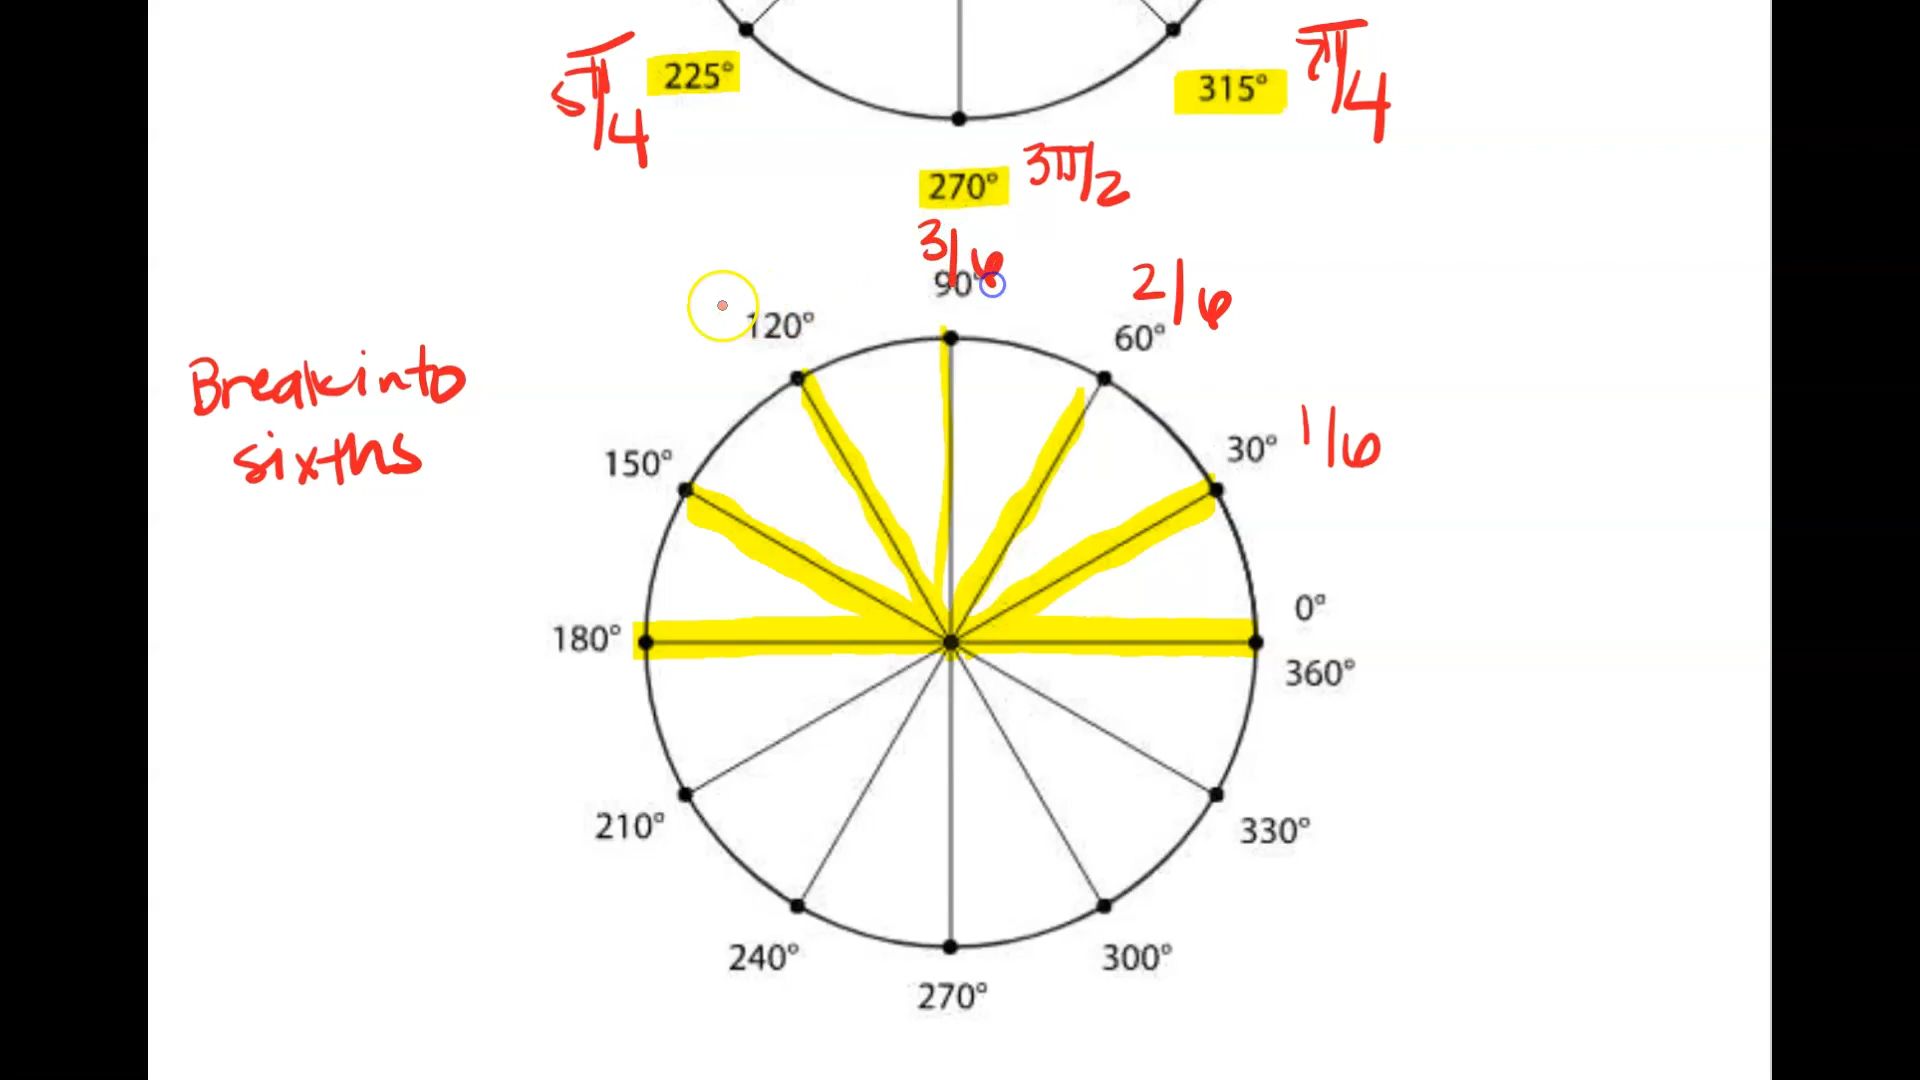 5π/4 225° 315° 7π/4
270° 3π/2
3/6
90°
2/6
120° 60°
Break into
sixths
150° 30° 1/6
180° 0°
360°
210° 330°
240° 300°
270°